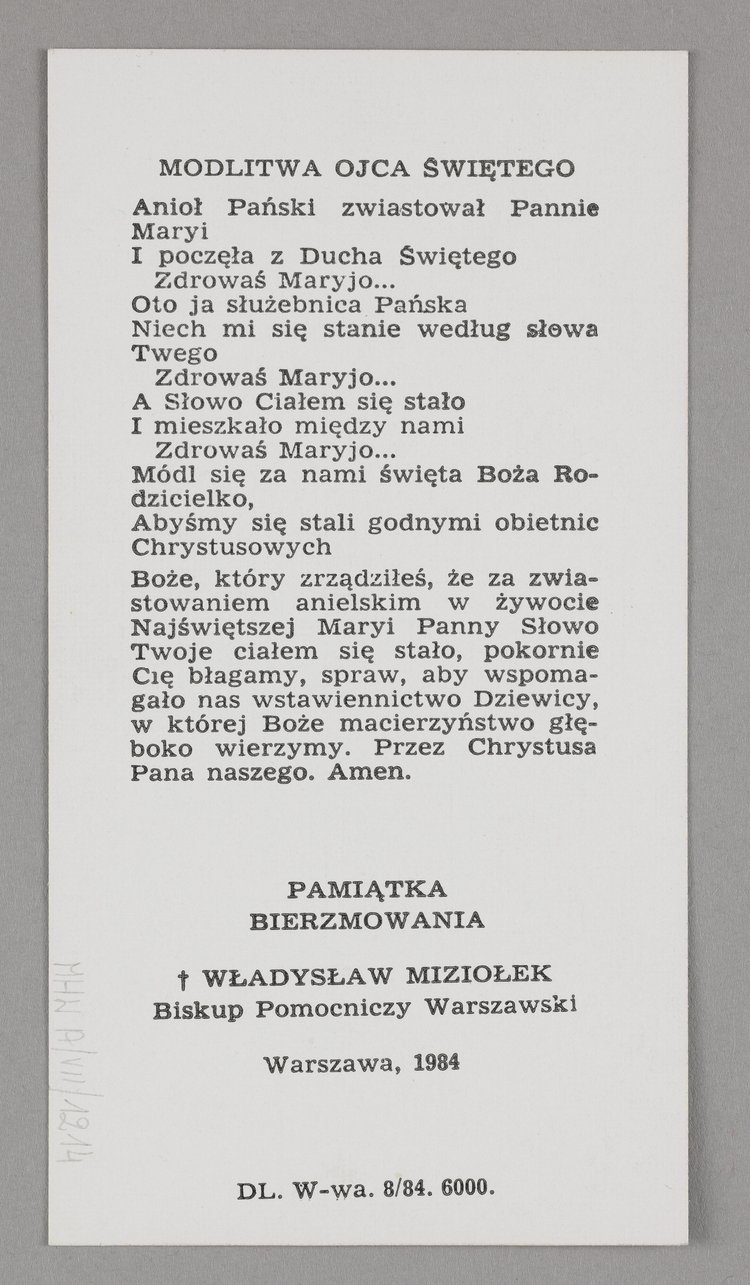 MODLITWA OJCA ŚWIĘTEGO
Anioł Pański zwiastował Pannie
Maryi
I poczęła z Ducha Świętego
Zdrowaś Maryjo...
Oto ja służebnica Pańska
Niech mi się stanie według słowa
Twego
Zdrowaś Maryjo...
A Słowo Ciałem się stało
I mieszkało między nami
Zdrowaś Maryjo...
Módl się za nami święta Boża Ro-
dzicielko,
Abyśmy się stali godnymi obietnic
Chrystusowych
Boże, który zrządziłeś, że za zwia-
stowaniem anielskim w żywocie
Najświętszej Maryi Panny Słowo
Twoje ciałem się stało, pokornie
Cię błagamy, spraw, aby wspoma-
gało nas wstawiennictwo Dziewicy,
w której Boże macierzyństwo głę-
boko wierzymy. Przez Chrystusa
Pana naszego. Amen.
PAMIĄTKA
BIERZMOWANIA
† WŁADYSŁAW MIZIOŁEK
Biskup Pomocniczy Warszawski
Warszawa, 1984
DL. W-wa. 8/84. 6000.
MHW A/VII/1214